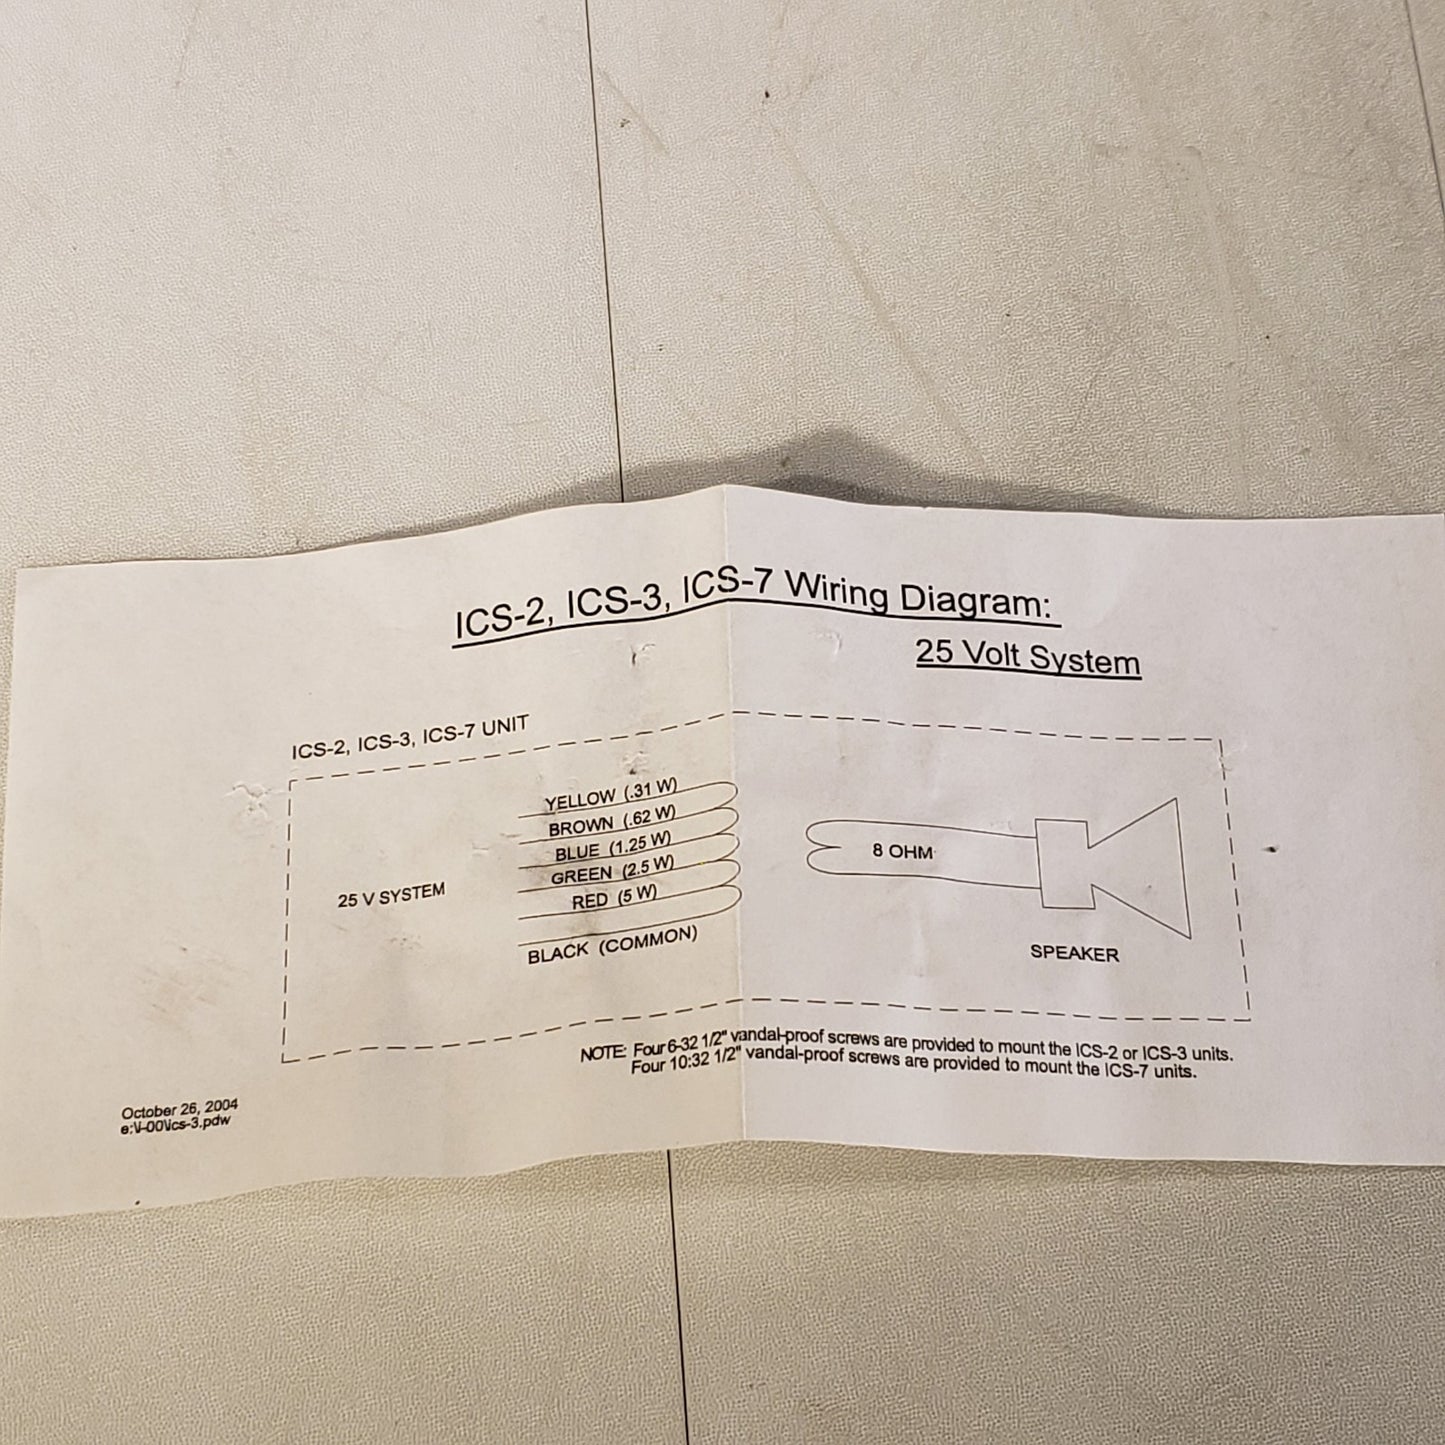 ICS-2, ICS-3, ICS-7 Wiring Diagram:
25 Volt System
ICS-2, ICS-3, ICS-7 UNIT
YELLOW (.31 W)
BROWN (.62 W)
BLUE (1.25 W)
GREEN (2.5 W)
RED (5 W)
BLACK (COMMON)
25 V SYSTEM
8 OHM
SPEAKER
NOTE: Four 6-32 1/2" vandal-proof screws are provided to mount the ICS-2 or ICS-3 units.
Four 10:32 1/2" vandal-proof screws are provided to mount the ICS-7 units.
October 26, 2004
e:\I-00\ics-3.pdw